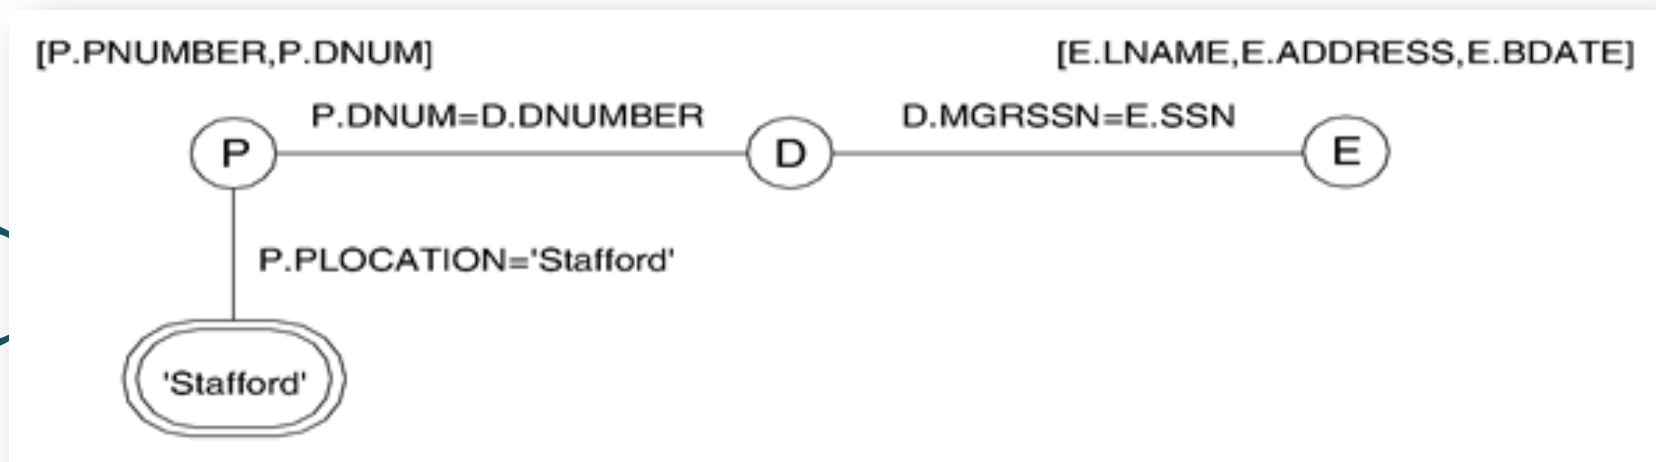 [P.PNUMBER,P.DNUM]
[E.LNAME,E.ADDRESS,E.BDATE]
P.DNUM=D.DNUMBER
D.MGRSSN=E.SSN
P
D
E
P.PLOCATION='Stafford'
'Stafford'